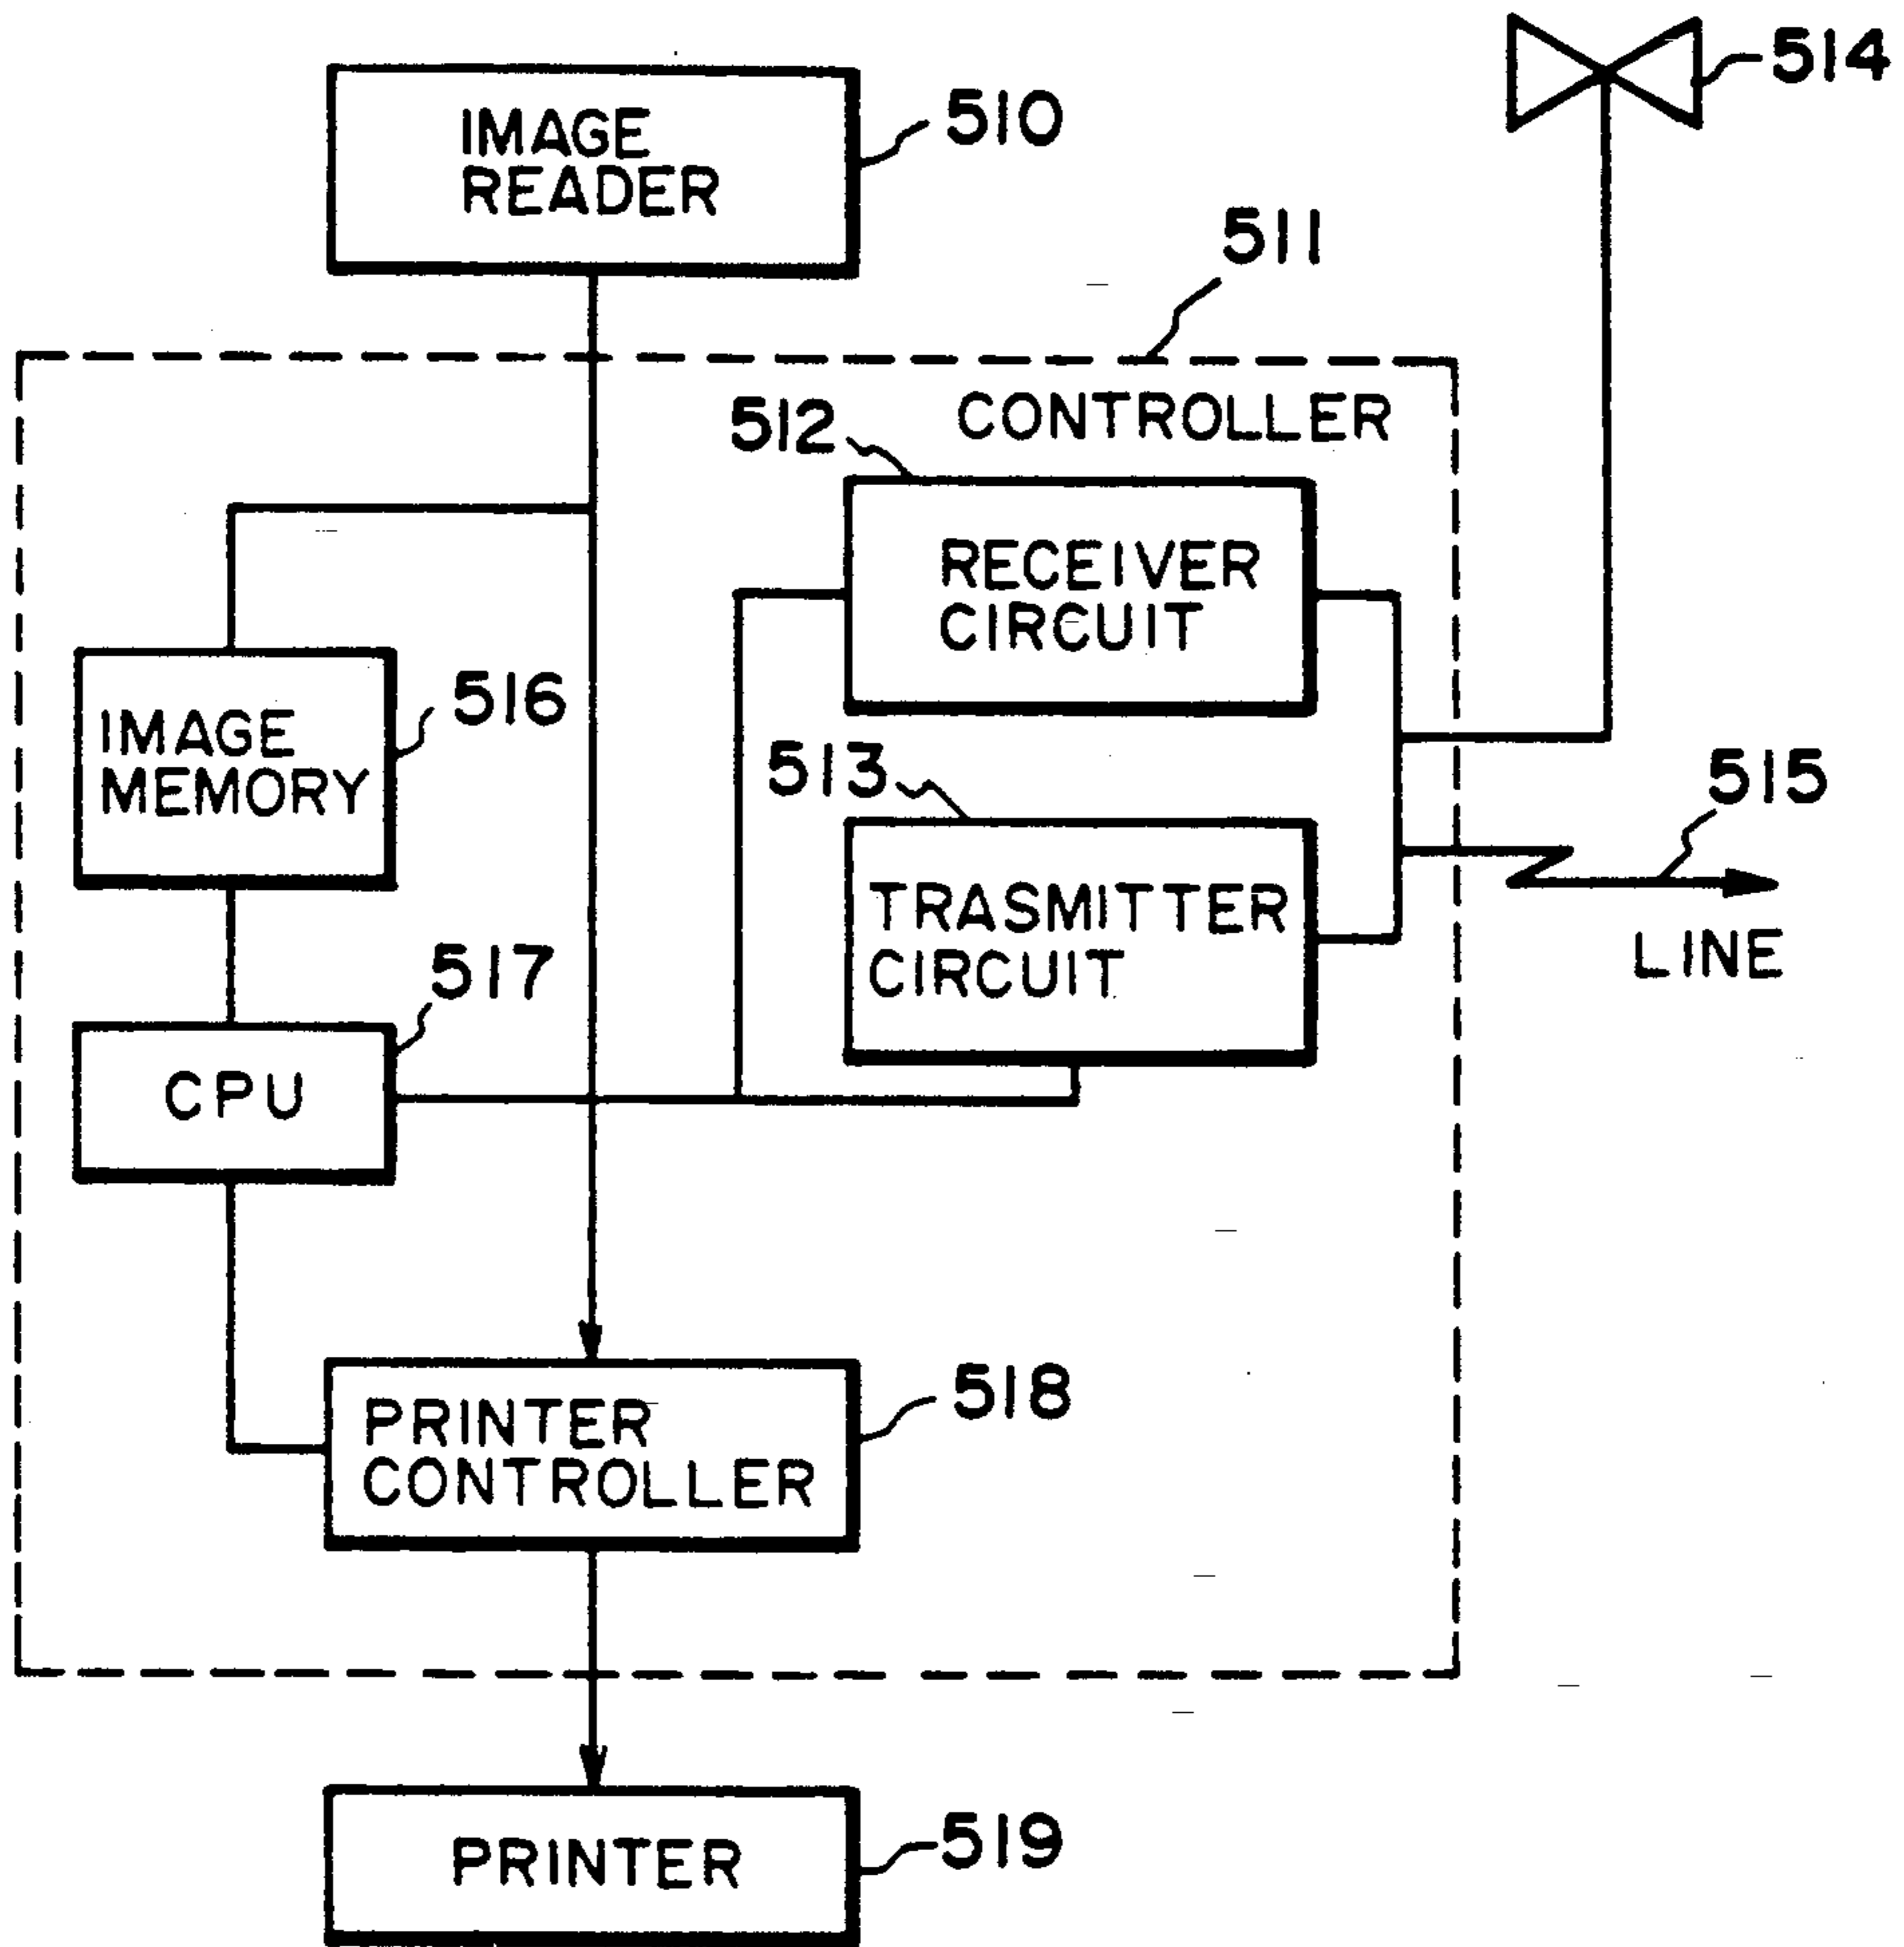 514
IMAGE
READER
510
511
CONTROLLER
512
RECEIVER
CIRCUIT
IMAGE
MEMORY
516
513
TRASMITTER
CIRCUIT
515
LINE
517
CPU
PRINTER
CONTROLLER
518
PRINTER
519